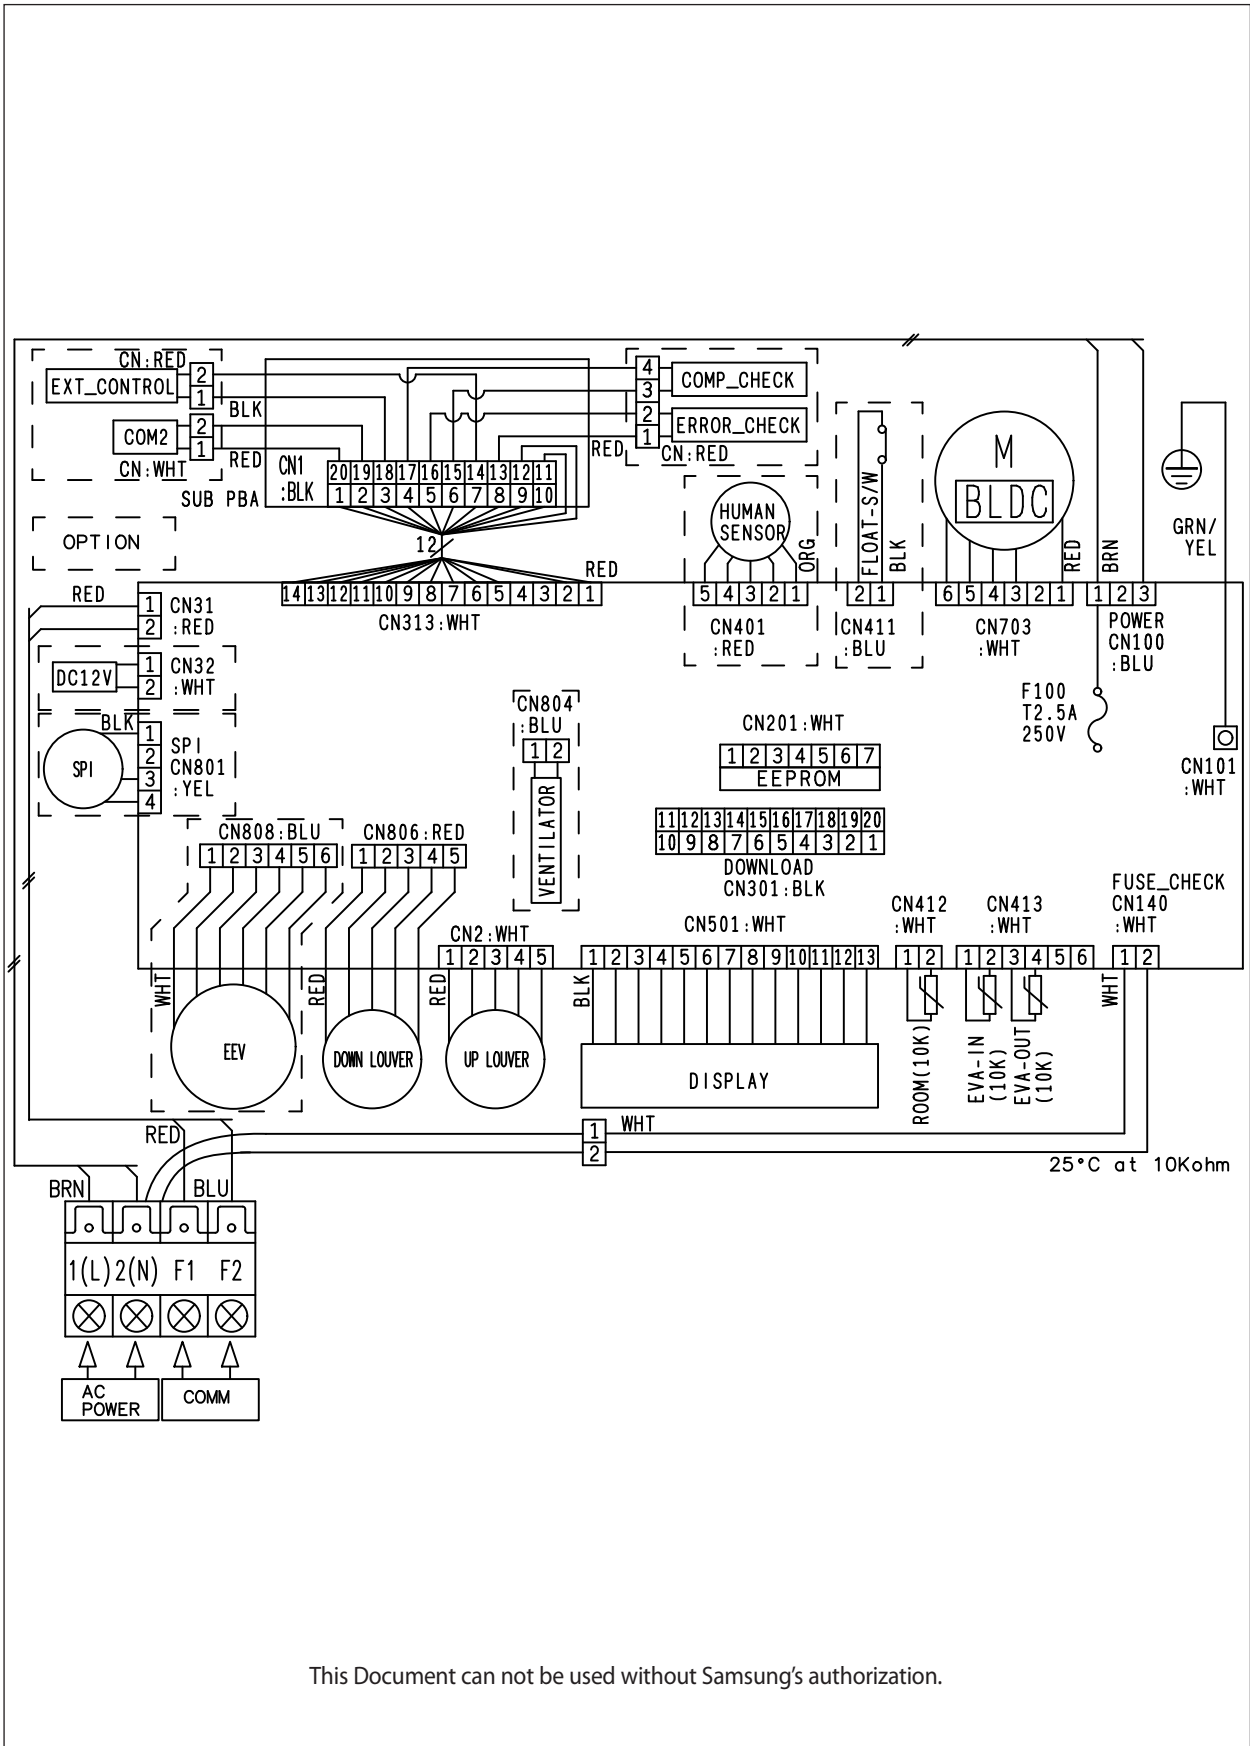 CN:RED
EXT_CONTROL
2
1
BLK
COM2
2
1
CN:WHT
RED
CN1
:BLK
SUB PBA
20 19 18 17 16 15 14 13 12 11
1 2 3 4 5 6 7 8 9 10
4
3
2
1
COMP_CHECK
ERROR_CHECK
RED
CN:RED
OPTION
12
RED
14 13 12 11 10 9 8 7 6 5 4 3 2 1
CN313:WHT
HUMAN
SENSOR
ORG
5 4 3 2 1
CN401
:RED
FLOAT-S/W
BLK
2 1
CN411
:BLU
M
BLDC
RED
6 5 4 3 2 1
CN703
:WHT
BRN
1 2 3
POWER
CN100
:BLU
GRN/
YEL
RED
1
2
CN31
:RED
DC12V
1
2
CN32
:WHT
BLK
SPI
1
2
3
4
SPI
CN801
:YEL
F100
T2.5A
250V
CN101
:WHT
CN804
:BLU
1 2
VENTILATOR
CN201:WHT
1 2 3 4 5 6 7
EEPROM
11 12 13 14 15 16 17 18 19 20
10 9 8 7 6 5 4 3 2 1
DOWNLOAD
CN301:BLK
CN808:BLU
1 2 3 4 5 6
CN806:RED
1 2 3 4 5
CN2:WHT
1 2 3 4 5
CN501:WHT
1 2 3 4 5 6 7 8 9 10 11 12 13
CN412
:WHT
1 2
CN413
:WHT
1 2 3 4 5 6
FUSE_CHECK
CN140
:WHT
1 2
WHT
EEV
RED
DOWN LOUVER
RED
UP LOUVER
BLK
DISPLAY
ROOM(10K)
EVA-IN
(10K)
EVA-OUT
(10K)
WHT
RED
1
2
WHT
25°C at 10Kohm
BRN
BLU
1(L) 2(N) F1 F2
AC
POWER
COMM
This Document can not be used without Samsung's authorization.